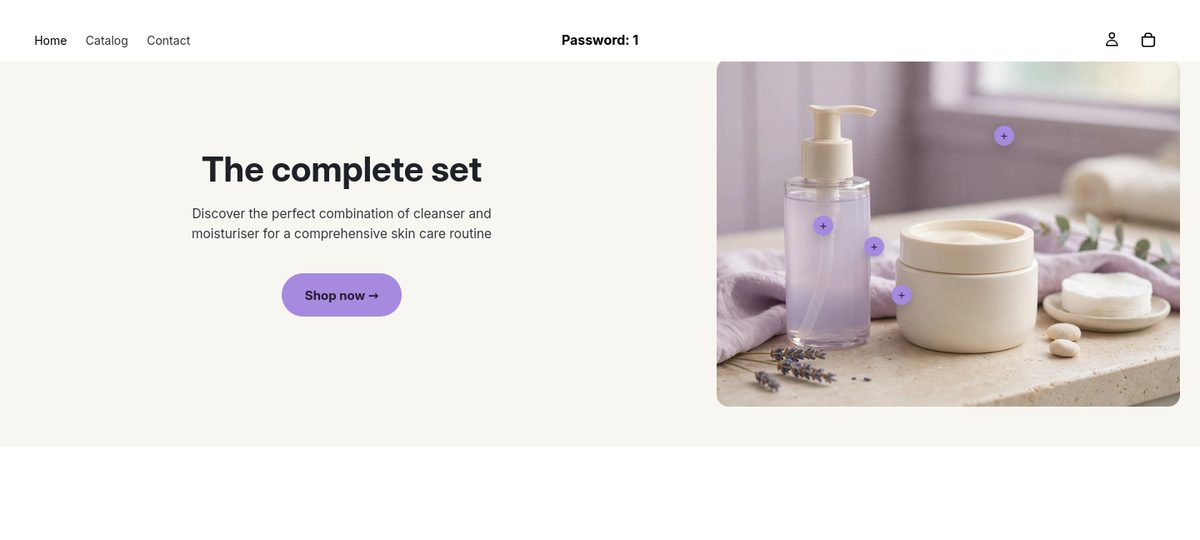 Home Catalog Contact
Password: 1
The complete set
Discover the perfect combination of cleanser and
moisturiser for a comprehensive skin care routine
Shop now →
+
+
+
+